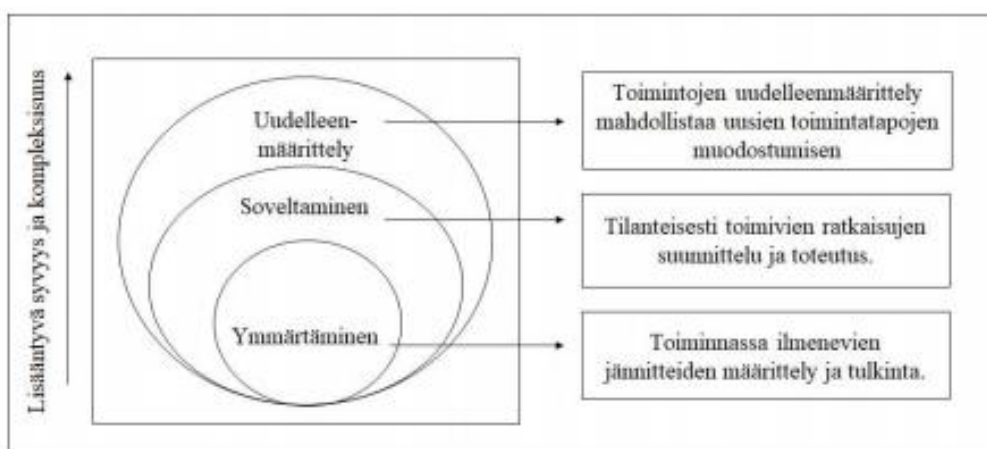 Lisääntyvä syvyys ja kompleksisuus
Uudelleen-
määrittely
Soveltaminen
Ymmärtäminen
Toimintojen uudelleenmäärittely
mahdollistaa uusien toimintatapojen
muodostumisen
Tilanteisesti toimivien ratkaisujen
suunnittelu ja toteutus.
Toiminnassa ilmenevien
jännitteiden määrittely ja tulkinta.